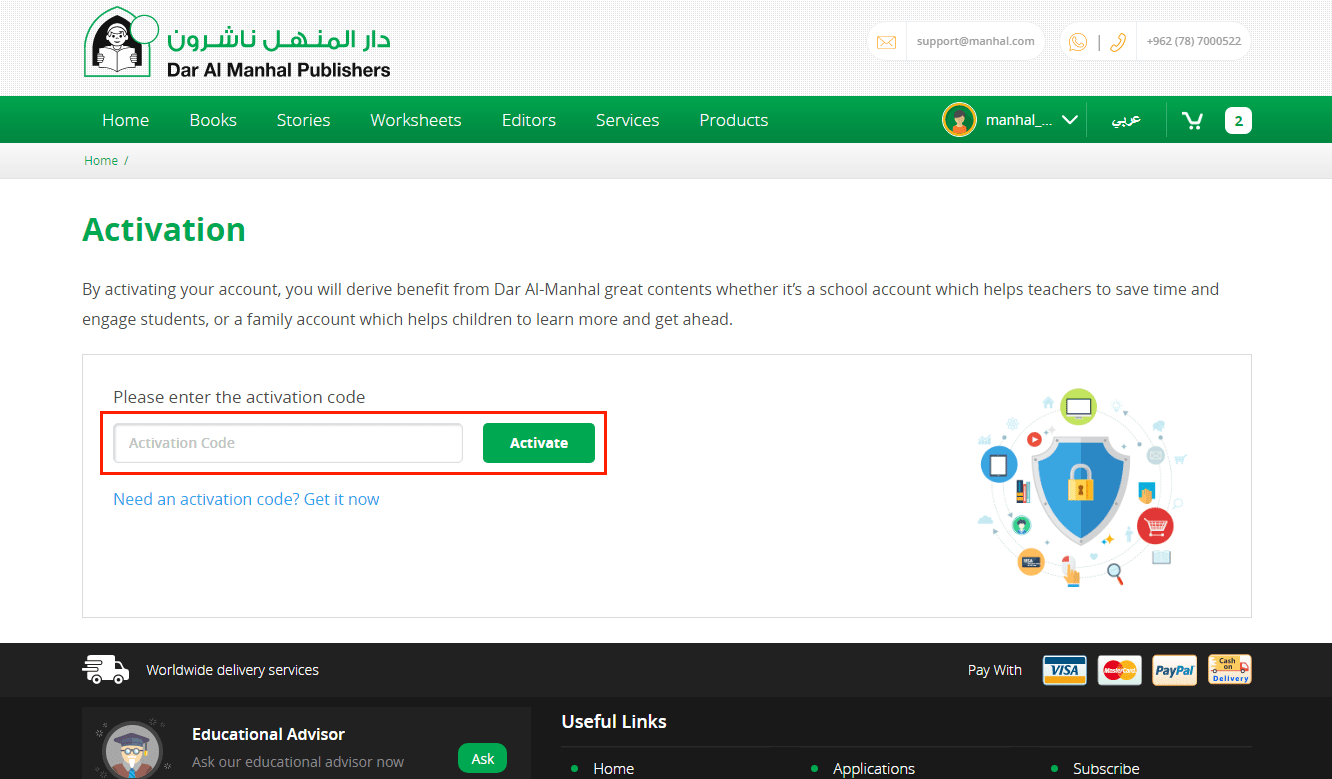 دار المنهل ناشرون
Dar Al Manhal Publishers
support@manhal.com
|
+962 (78) 7000522
Home
Books
Stories
Worksheets
Editors
Services
Products
manhal_...
عربي
2
Home /
Activation
By activating your account, you will derive benefit from Dar Al-Manhal great contents whether it's a school account which helps teachers to save time and
engage students, or a family account which helps children to learn more and get ahead.
Please enter the activation code
Activation Code
Activate
Need an activation code? Get it now
VISA
Worldwide delivery services
Pay With
VISA
MasterCard
PayPal
Cash
on
Delivery
Educational Advisor
Ask our educational advisor now
Ask
Useful Links
Home
Applications
Subscribe